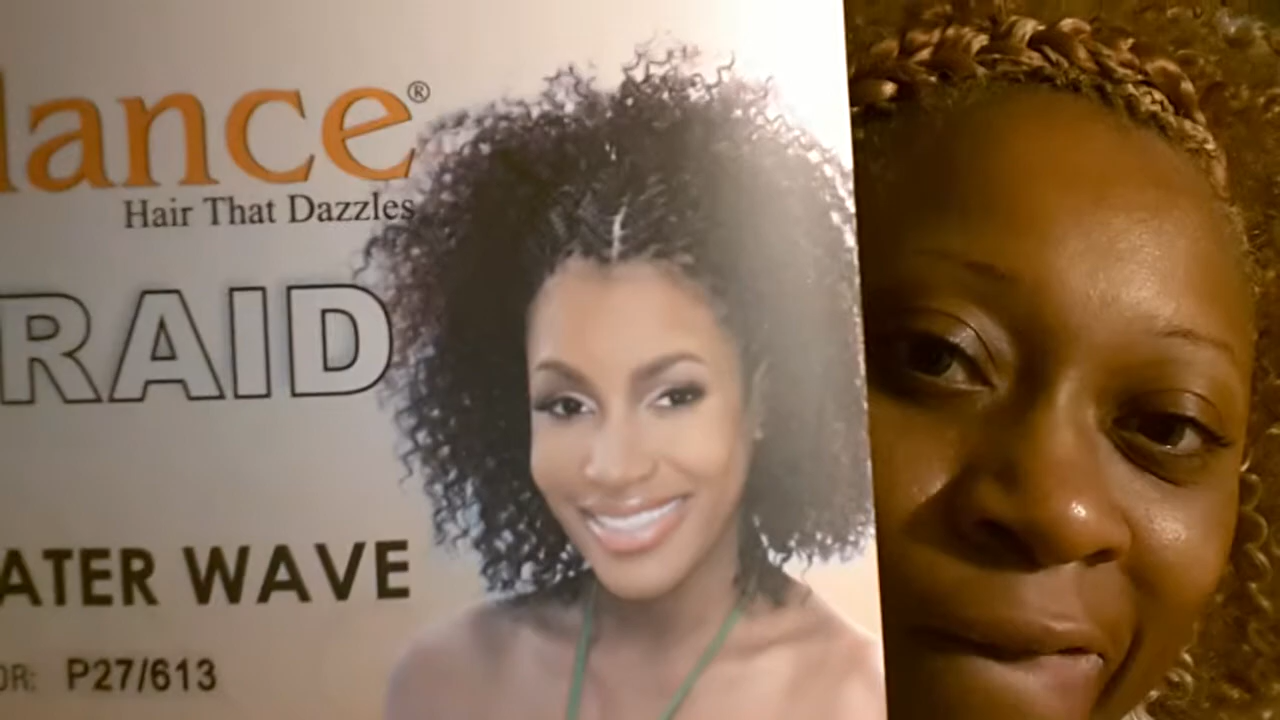 lance®
Hair That Dazzles
RAID
ATER WAVE
OR: P27/613